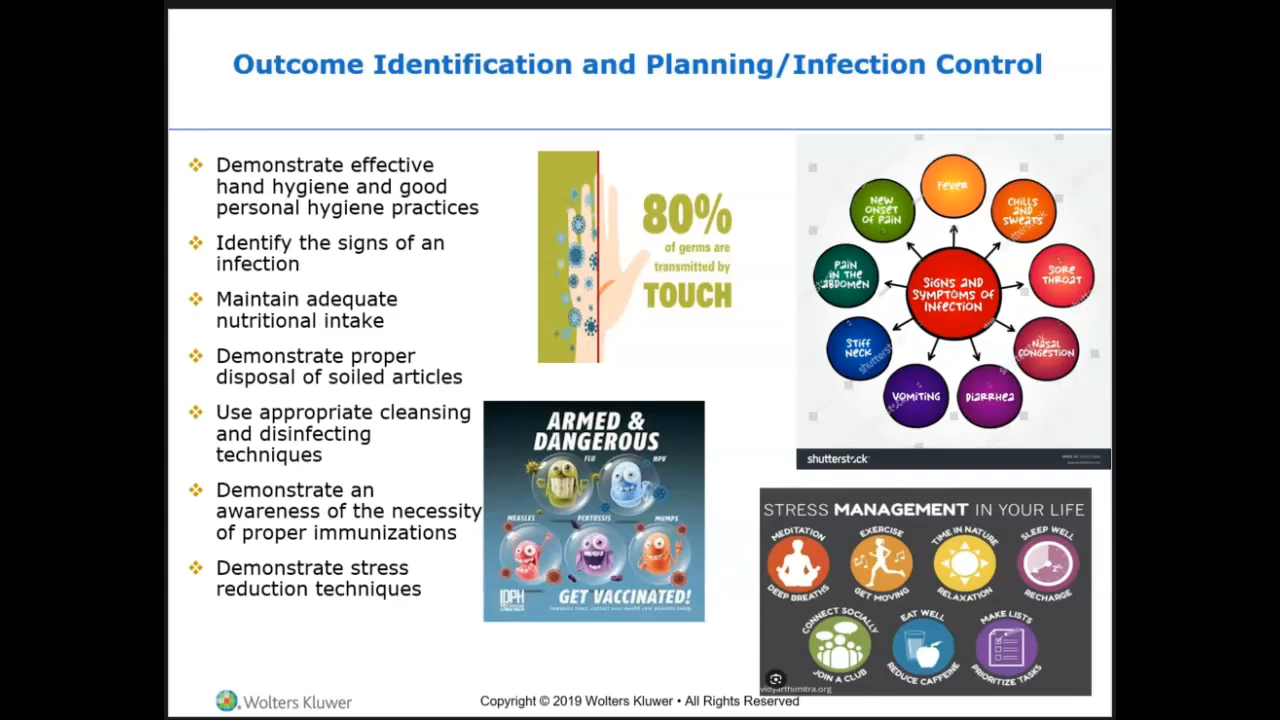 Outcome Identification and Planning/Infection Control
Demonstrate effective
hand hygiene and good
personal hygiene practices
Identify the signs of an
infection
Maintain adequate
nutritional intake
Demonstrate proper
disposal of soiled articles
Use appropriate cleansing
and disinfecting
techniques
Demonstrate an
awareness of the necessity
of proper immunizations
Demonstrate stress
reduction techniques
80%
of germs are
transmitted by
TOUCH
ARMED &
DANGEROUS
FLU
HPV
MEASLES
PERTUSSIS
MUMPS
IDPH
GET VACCINATED!
SIGNS AND
SYMPTOMS OF
INFECTION
FEVER
CHILLS
AND
SWEATS
SORE
THROAT
NASAL
CONGESTION
DIARRHEA
VOMITING
STIFF
NECK
PAIN
IN THE
ABDOMEN
NEW
ONSET
OF PAIN
shutterstock
STRESS MANAGEMENT IN YOUR LIFE
MEDITATION
DEEP BREATHS
EXERCISE
GET MOVING
TIME IN NATURE
RELAXATION
SLEEP WELL
RECHARGE
CONNECT SOCIALLY
JOIN A CLUB
EAT WELL
REDUCE CAFFEINE
MAKE LISTS
PRIORITIZE TASKS
Wolters Kluwer
Copyright © 2019 Wolters Kluwer • All Rights Reserved